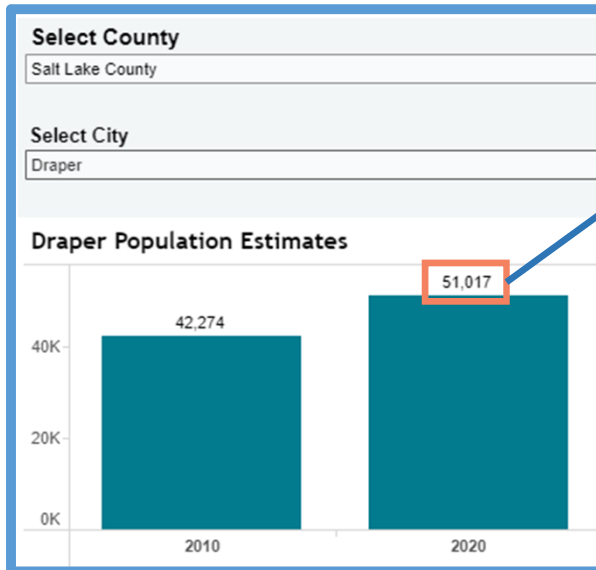 Select County
Salt Lake County
Select City
Draper
Draper Population Estimates
51,017
42,274
40K
20K
0K
2010 2020